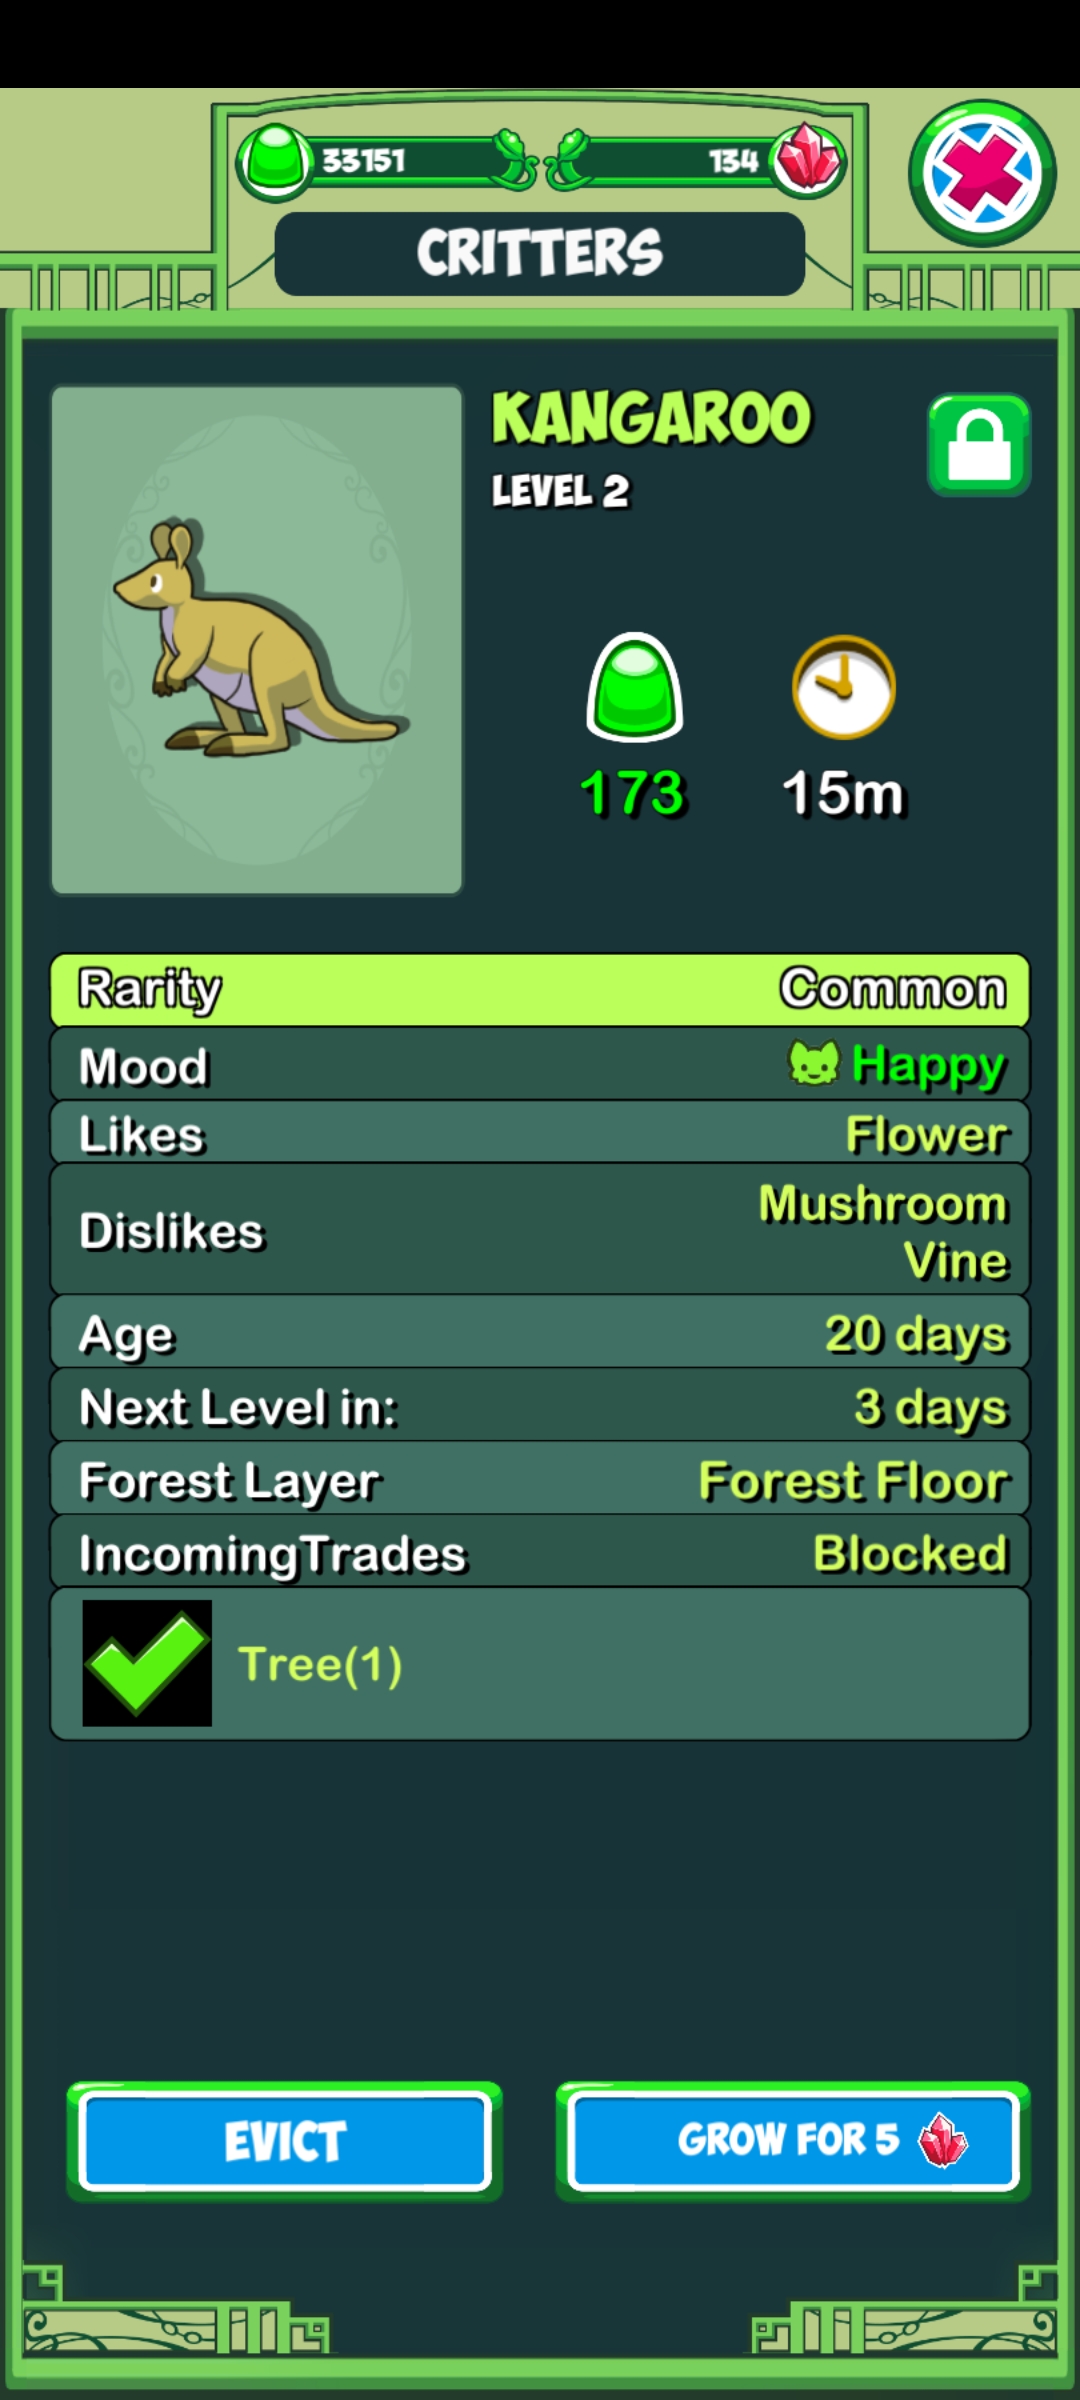 33151
134
CRITTERS
KANGAROO
LEVEL 2
173
15m
Rarity Common
Mood Happy
Likes Flower
Dislikes Mushroom
Vine
Age 20 days
Next Level in: 3 days
Forest Layer Forest Floor
IncomingTrades Blocked
Tree(1)
EVICT
GROW FOR 5